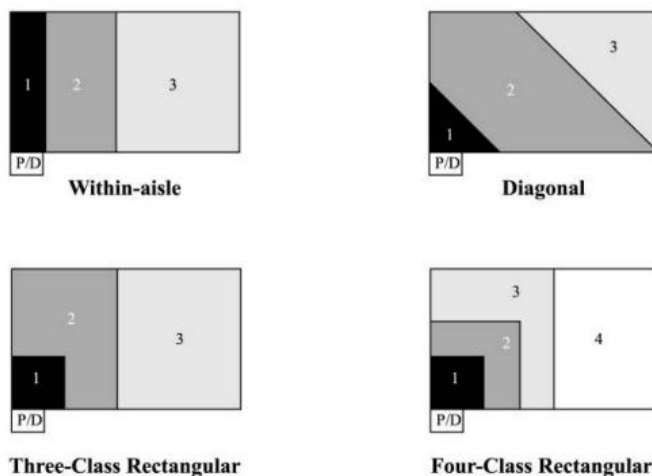 1 2 3
P/D
Within-aisle
3
2
1
P/D
Diagonal
2
3
1
P/D
Three-Class Rectangular
3
2
4
1
P/D
Four-Class Rectangular